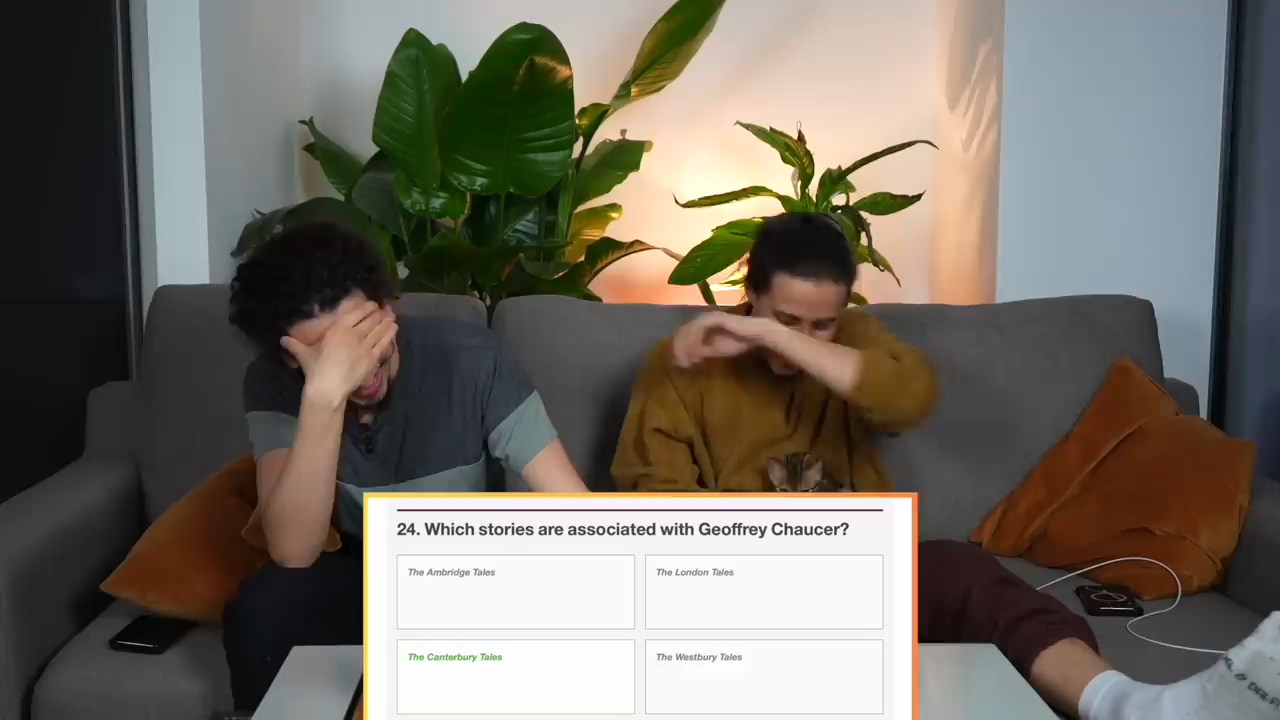 24. Which stories are associated with Geoffrey Chaucer?
The Ambridge Tales
The London Tales
The Canterbury Tales
The Westbury Tales